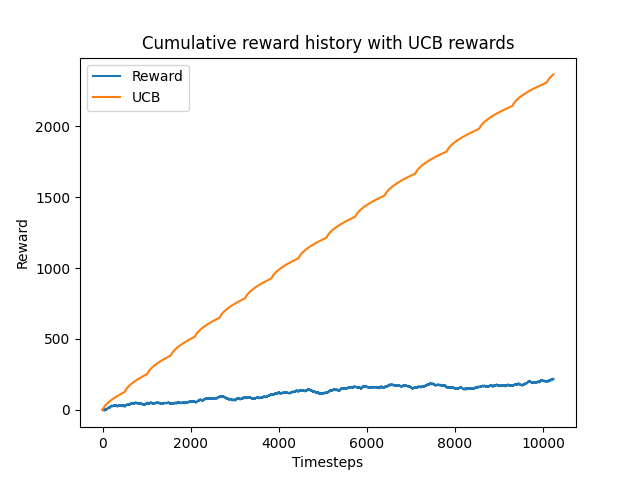 Cumulative reward history with UCB rewards
Reward
UCB
2000
1500
1000
500
0
Reward
0 2000 4000 6000 8000 10000
Timesteps